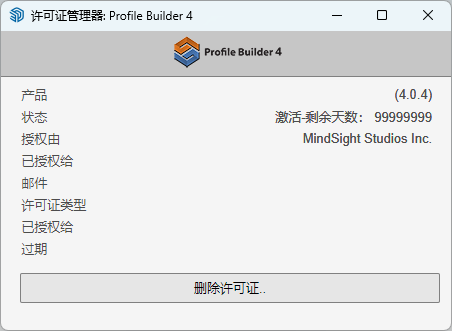 许可证管理器: Profile Builder 4
Profile Builder 4
产品 (4.0.4)
状态 激活-剩余天数： 99999999
授权由 MindSight Studios Inc.
已授权给
邮件
许可证类型
已授权给
过期
删除许可证..